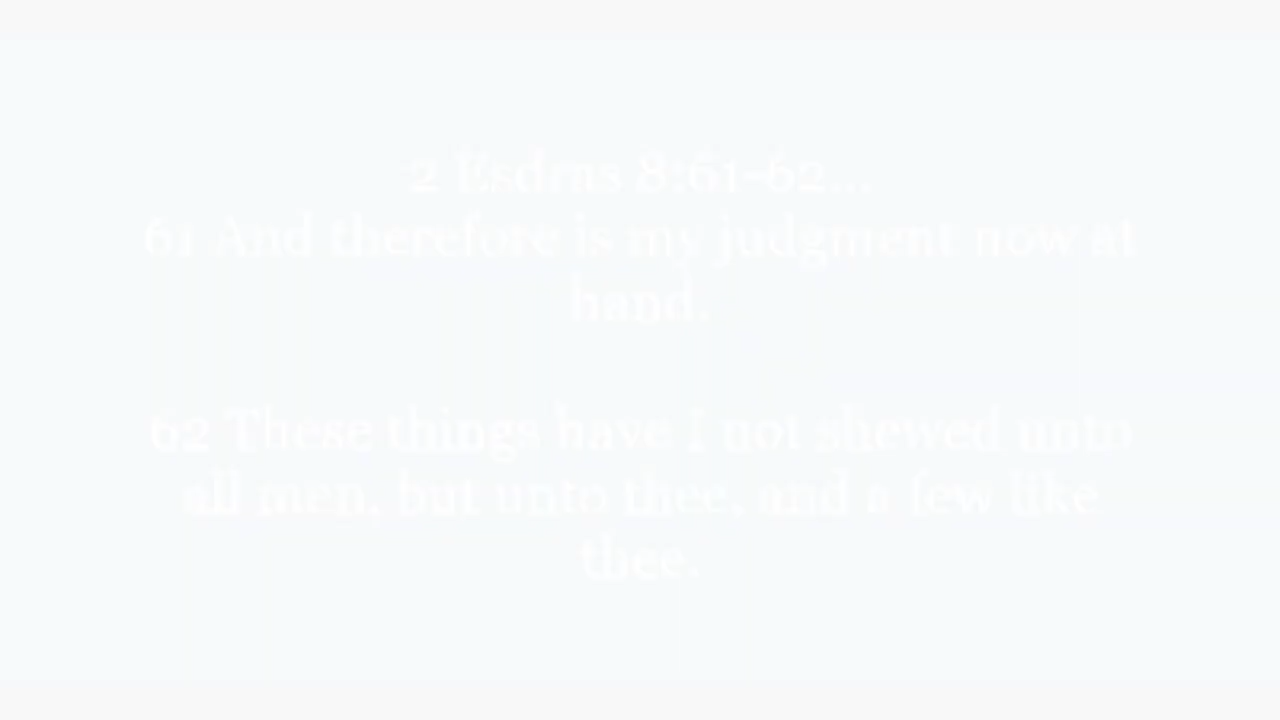 2 Esdras 8:61-62...
61 And therefore is my judgment now at
hand.
62 These things have I not shewed unto
all men, but unto thee, and a few like
thee.